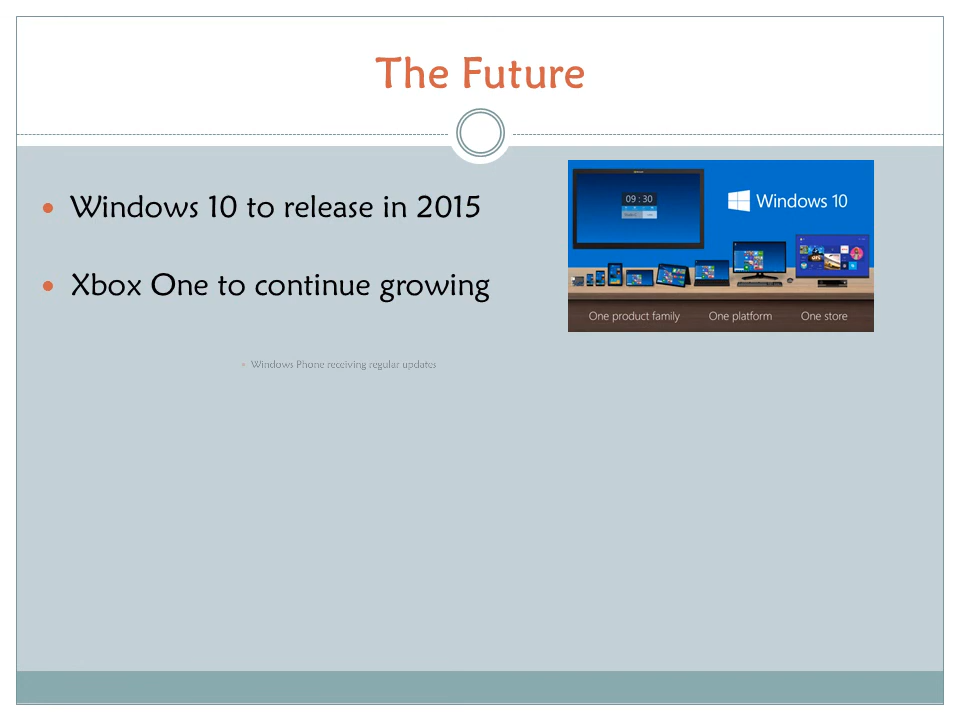 The Future
Windows 10 to release in 2015
Xbox One to continue growing
Windows Phone receiving regular updates
09 : 30
Windows 10
One product family One platform One store